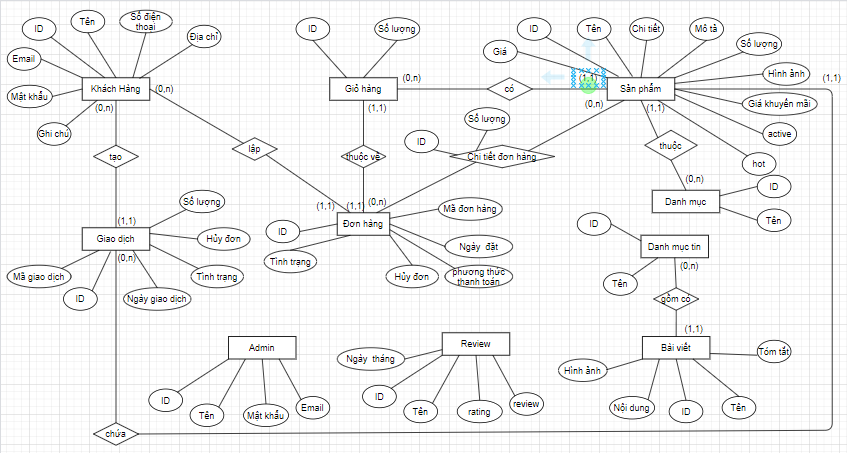 ID
Tên
Số điện
thoại
Địa chỉ
Email
Mật khẩu
Ghi chú
Khách Hàng
(0,n)
(0,n)
ID
Số lượng
Giỏ hàng
(0,n)
(1,1)
có
ID
Tên
Chi tiết
Mô tả
Giá
Số lượng
Hình ảnh
Giá khuyến mãi
active
hot
Sản phẩm
(1,1)
(0,n)
(1,1)
(1,1)
tạo
lập
thuộc về
ID
Số lượng
Chi tiết đơn hàng
thuộc
(0,n)
Danh mục
ID
Tên
(1,1)
Giao dịch
(0,n)
Số lượng
Hủy đơn
Tình trạng
Ngày giao dịch
ID
Mã giao dịch
(1,1)
(1,1)
(0,n)
Đơn hàng
ID
Tình trạng
Mã đơn hàng
Ngày đặt
phương thức
thanh toán
Hủy đơn
ID
Danh mục tin
Tên
(0,n)
gồm có
(1,1)
Bài viết
Hình ảnh
Tóm tắt
Nội dung
ID
Tên
Admin
ID
Tên
Mật khẩu
Email
Review
Ngày tháng
ID
Tên
rating
review
chứa